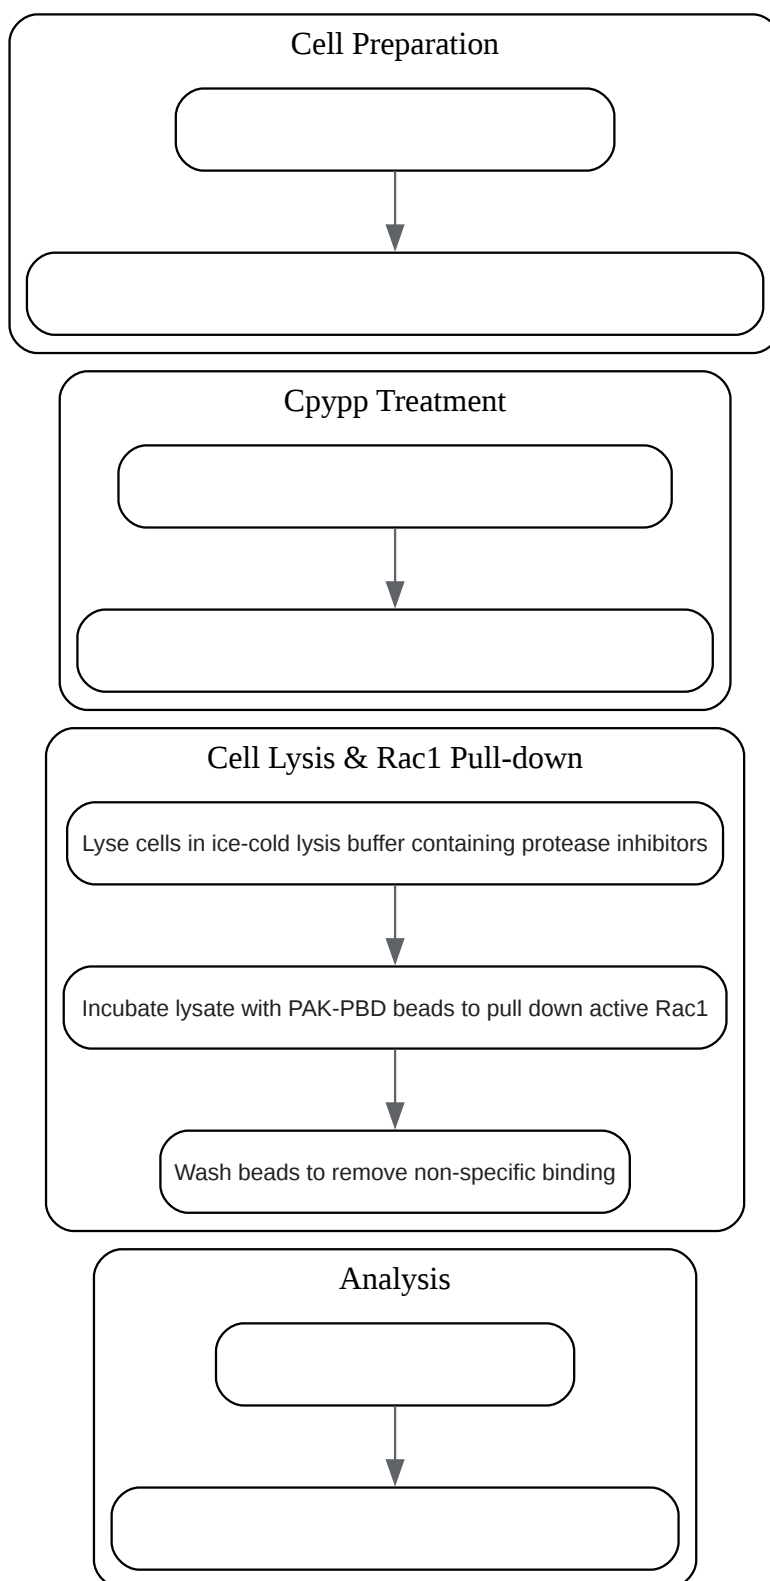 Cell Preparation
Cpypp Treatment
Cell Lysis & Rac1 Pull-down
Lyse cells in ice-cold lysis buffer containing protease inhibitors
Incubate lysate with PAK-PBD beads to pull down active Rac1
Wash beads to remove non-specific binding
Analysis